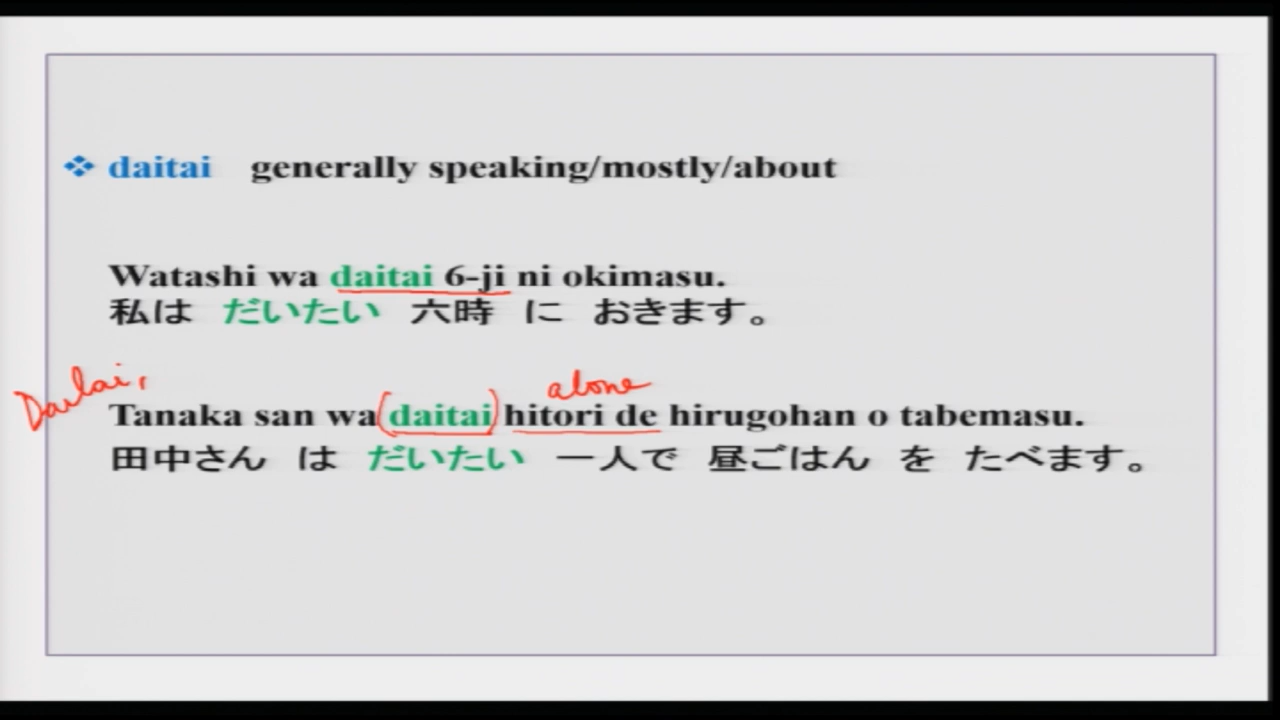 ❖ daitai generally speaking/mostly/about
Watashi wa daitai 6-ji ni okimasu.
私は だいたい 六時 に おきます。
Daitai,
alone
Tanaka san wa (daitai) hitori de hirugohan o tabemasu.
田中さん は だいたい 一人で 昼ごはん を たべます。